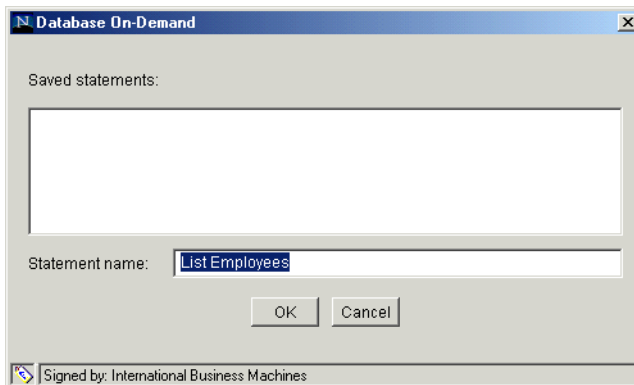 Database On-Demand
Saved statements:
Statement name: List Employees
OK Cancel
Signed by: International Business Machines